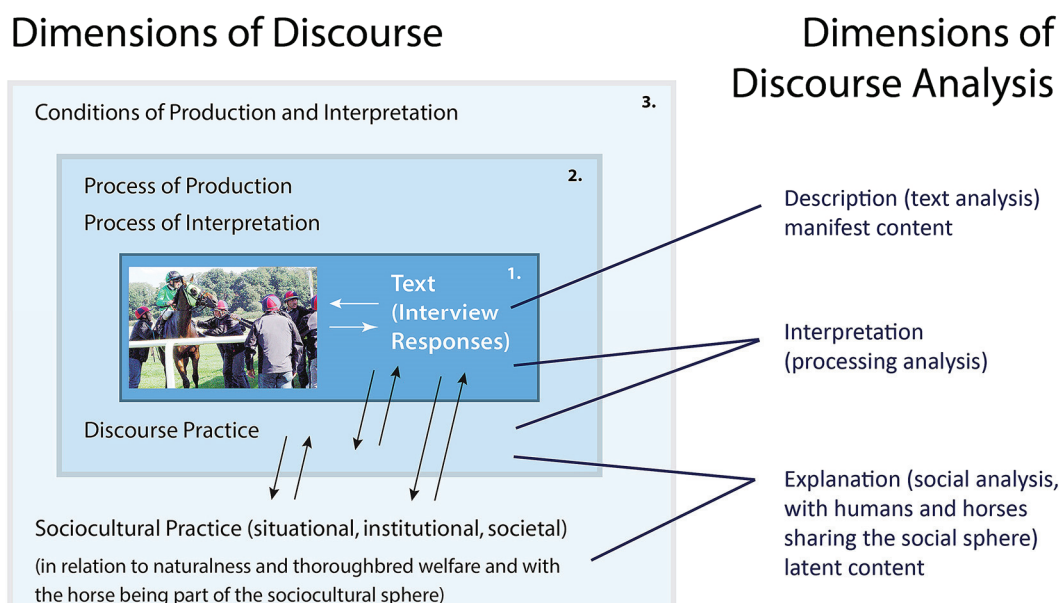 Dimensions of Discourse
Dimensions of
Discourse Analysis
Conditions of Production and Interpretation
3.
Process of Production
2.
Process of Interpretation
Text
1.
(Interview
Responses)
Discourse Practice
Sociocultural Practice (situational, institutional, societal)
(in relation to naturalness and thoroughbred welfare and with
the horse being part of the sociocultural sphere)
Description (text analysis)
manifest content
Interpretation
(processing analysis)
Explanation (social analysis,
with humans and horses
sharing the social sphere)
latent content